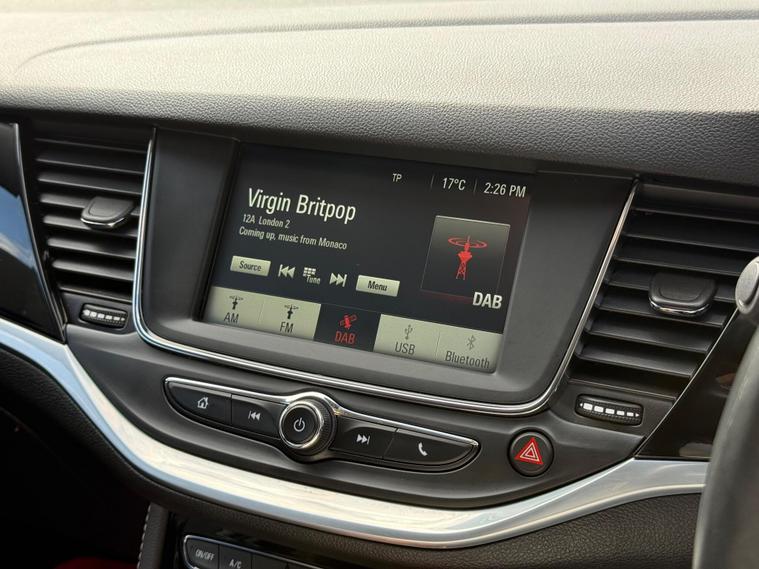 TP 17°C 2:26 PM
Virgin Britpop
12A London 2
Coming up, music from Monaco
Source Tune Menu
DAB
AM FM DAB USB Bluetooth
ON/OFF A/C